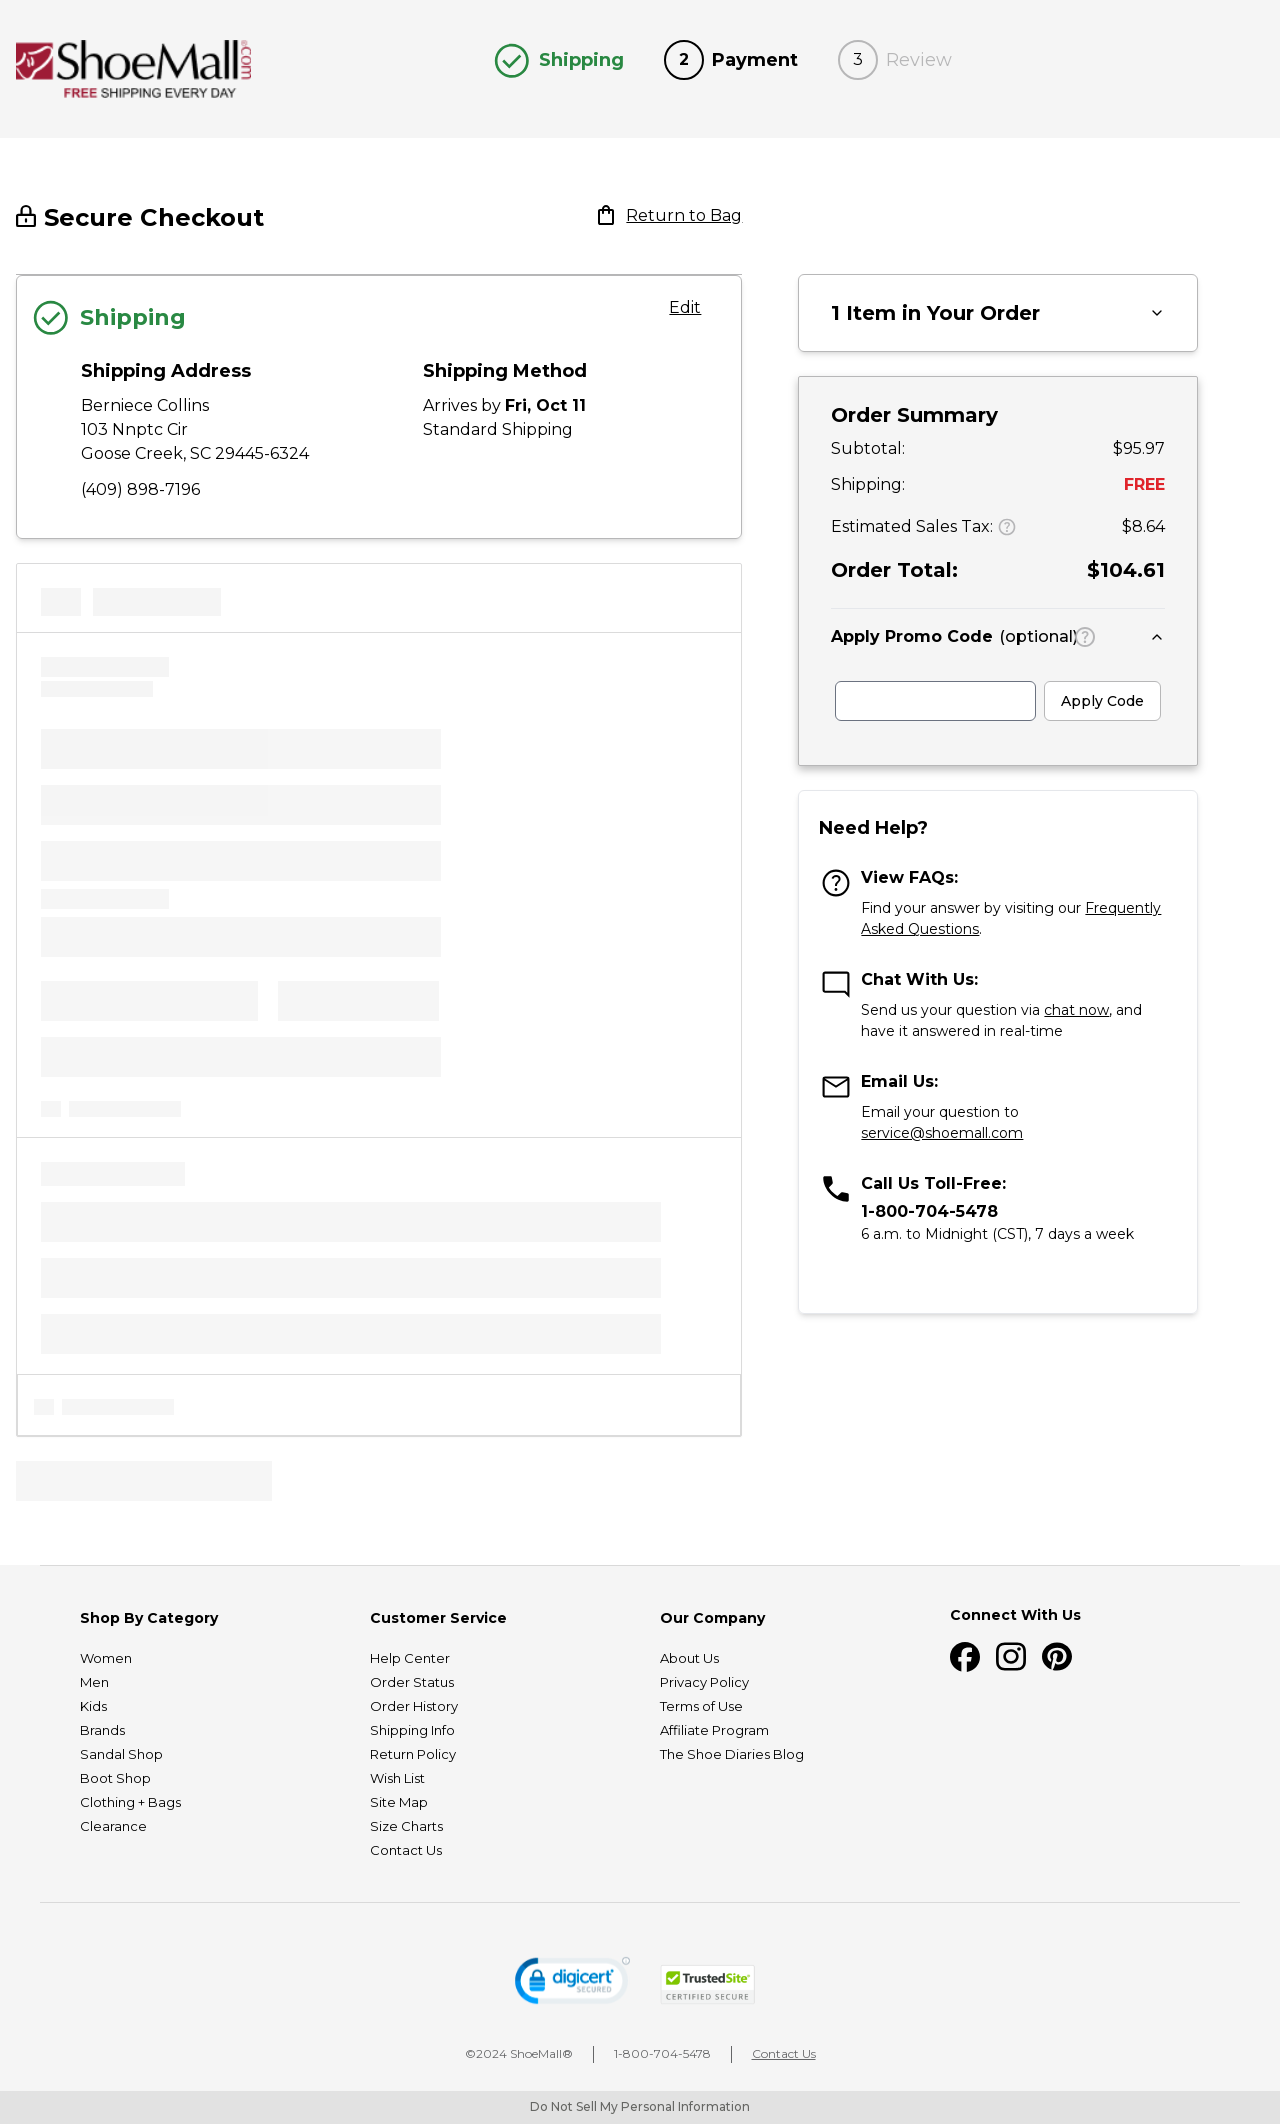 ShoeMall.com
FREE SHIPPING EVERY DAY
Shipping
2 Payment
3 Review
Secure Checkout
Return to Bag
Shipping
Edit
Shipping Address
Berniece Collins
103 Nnptc Cir
Goose Creek, SC 29445-6324
(409) 898-7196
Shipping Method
Arrives by Fri, Oct 11
Standard Shipping
1 Item in Your Order
Order Summary
Subtotal: $95.97
Shipping: FREE
Estimated Sales Tax: ? $8.64
Order Total: $104.61
Apply Promo Code (optional) ?
Apply Code
Need Help?
View FAQs:
Find your answer by visiting our Frequently
Asked Questions.
Chat With Us:
Send us your question via chat now, and
have it answered in real-time
Email Us:
Email your question to
service@shoemall.com
Call Us Toll-Free:
1-800-704-5478
6 a.m. to Midnight (CST), 7 days a week
Shop By Category
Women
Men
Kids
Brands
Sandal Shop
Boot Shop
Clothing + Bags
Clearance
Customer Service
Help Center
Order Status
Order History
Shipping Info
Return Policy
Wish List
Site Map
Size Charts
Contact Us
Our Company
About Us
Privacy Policy
Terms of Use
Affiliate Program
The Shoe Diaries Blog
Connect With Us
digicert
SECURED
TrustedSite
CERTIFIED SECURE
©2024 ShoeMall®
1-800-704-5478
Contact Us
Do Not Sell My Personal Information